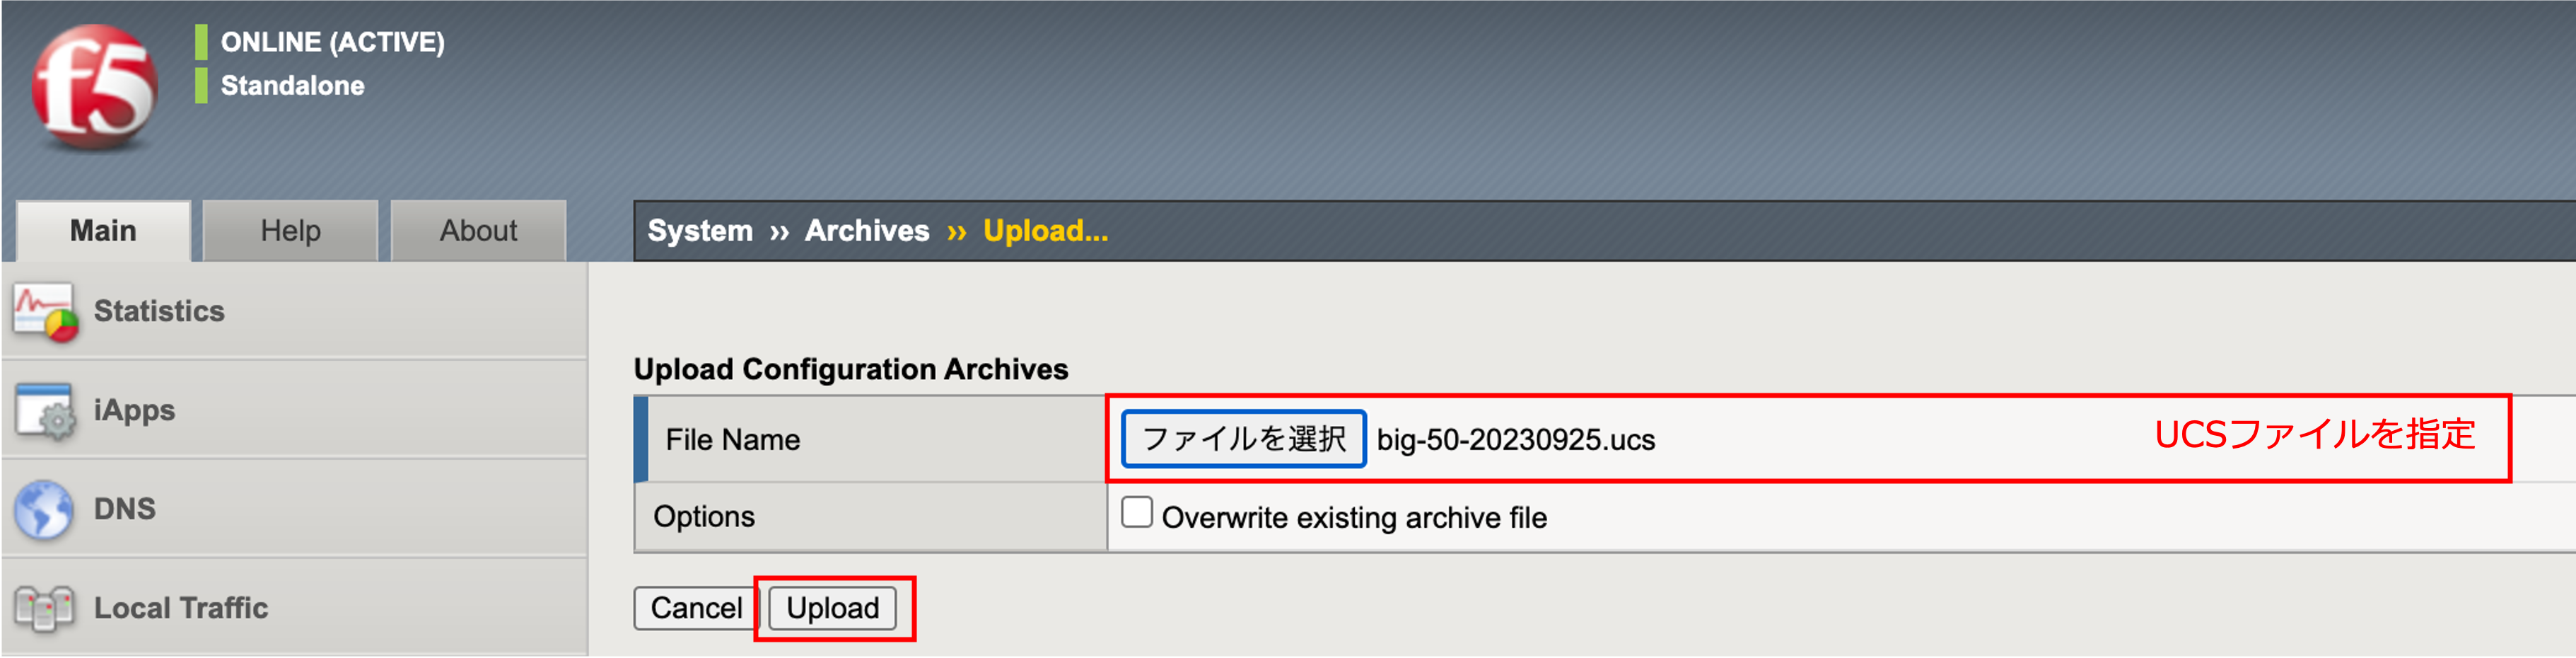 f5
ONLINE (ACTIVE)
Standalone
Main
Help
About
System ›› Archives ›› Upload...
Statistics
iApps
DNS
Local Traffic
Upload Configuration Archives
File Name
ファイルを選択 big-50-20230925.ucs
UCSファイルを指定
Options
Overwrite existing archive file
Cancel
Upload